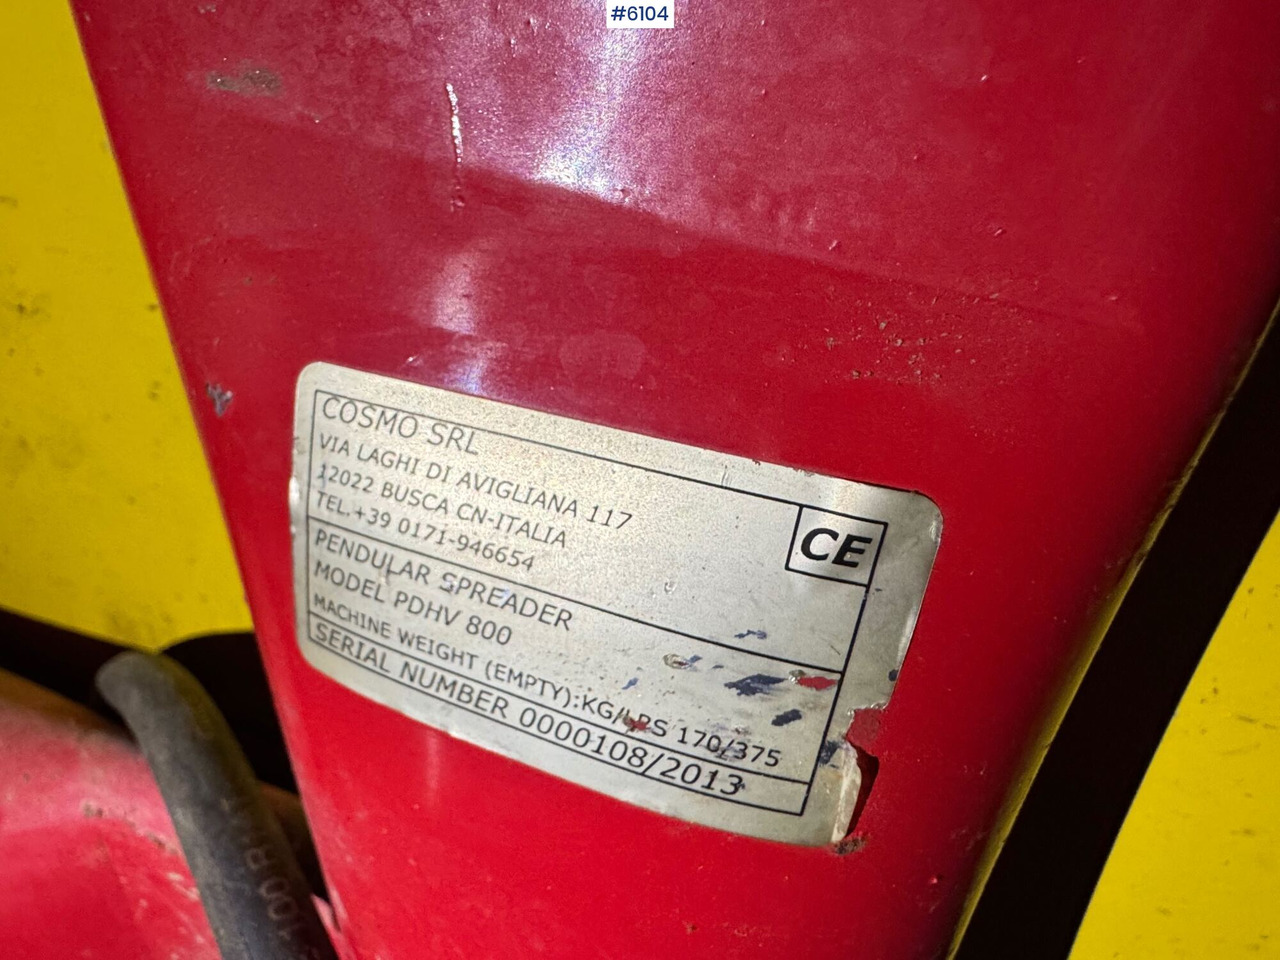 #6104
COSMO SRL
VIA LAGHI DI AVIGLIANA 117
12022 BUSCA CN-ITALIA
TEL.+39 0171-946654
CE
PENDULAR SPREADER
MODEL PDHV 800
MACHINE WEIGHT (EMPTY):KG/LBS 170/375
SERIAL NUMBER 0000108/2013